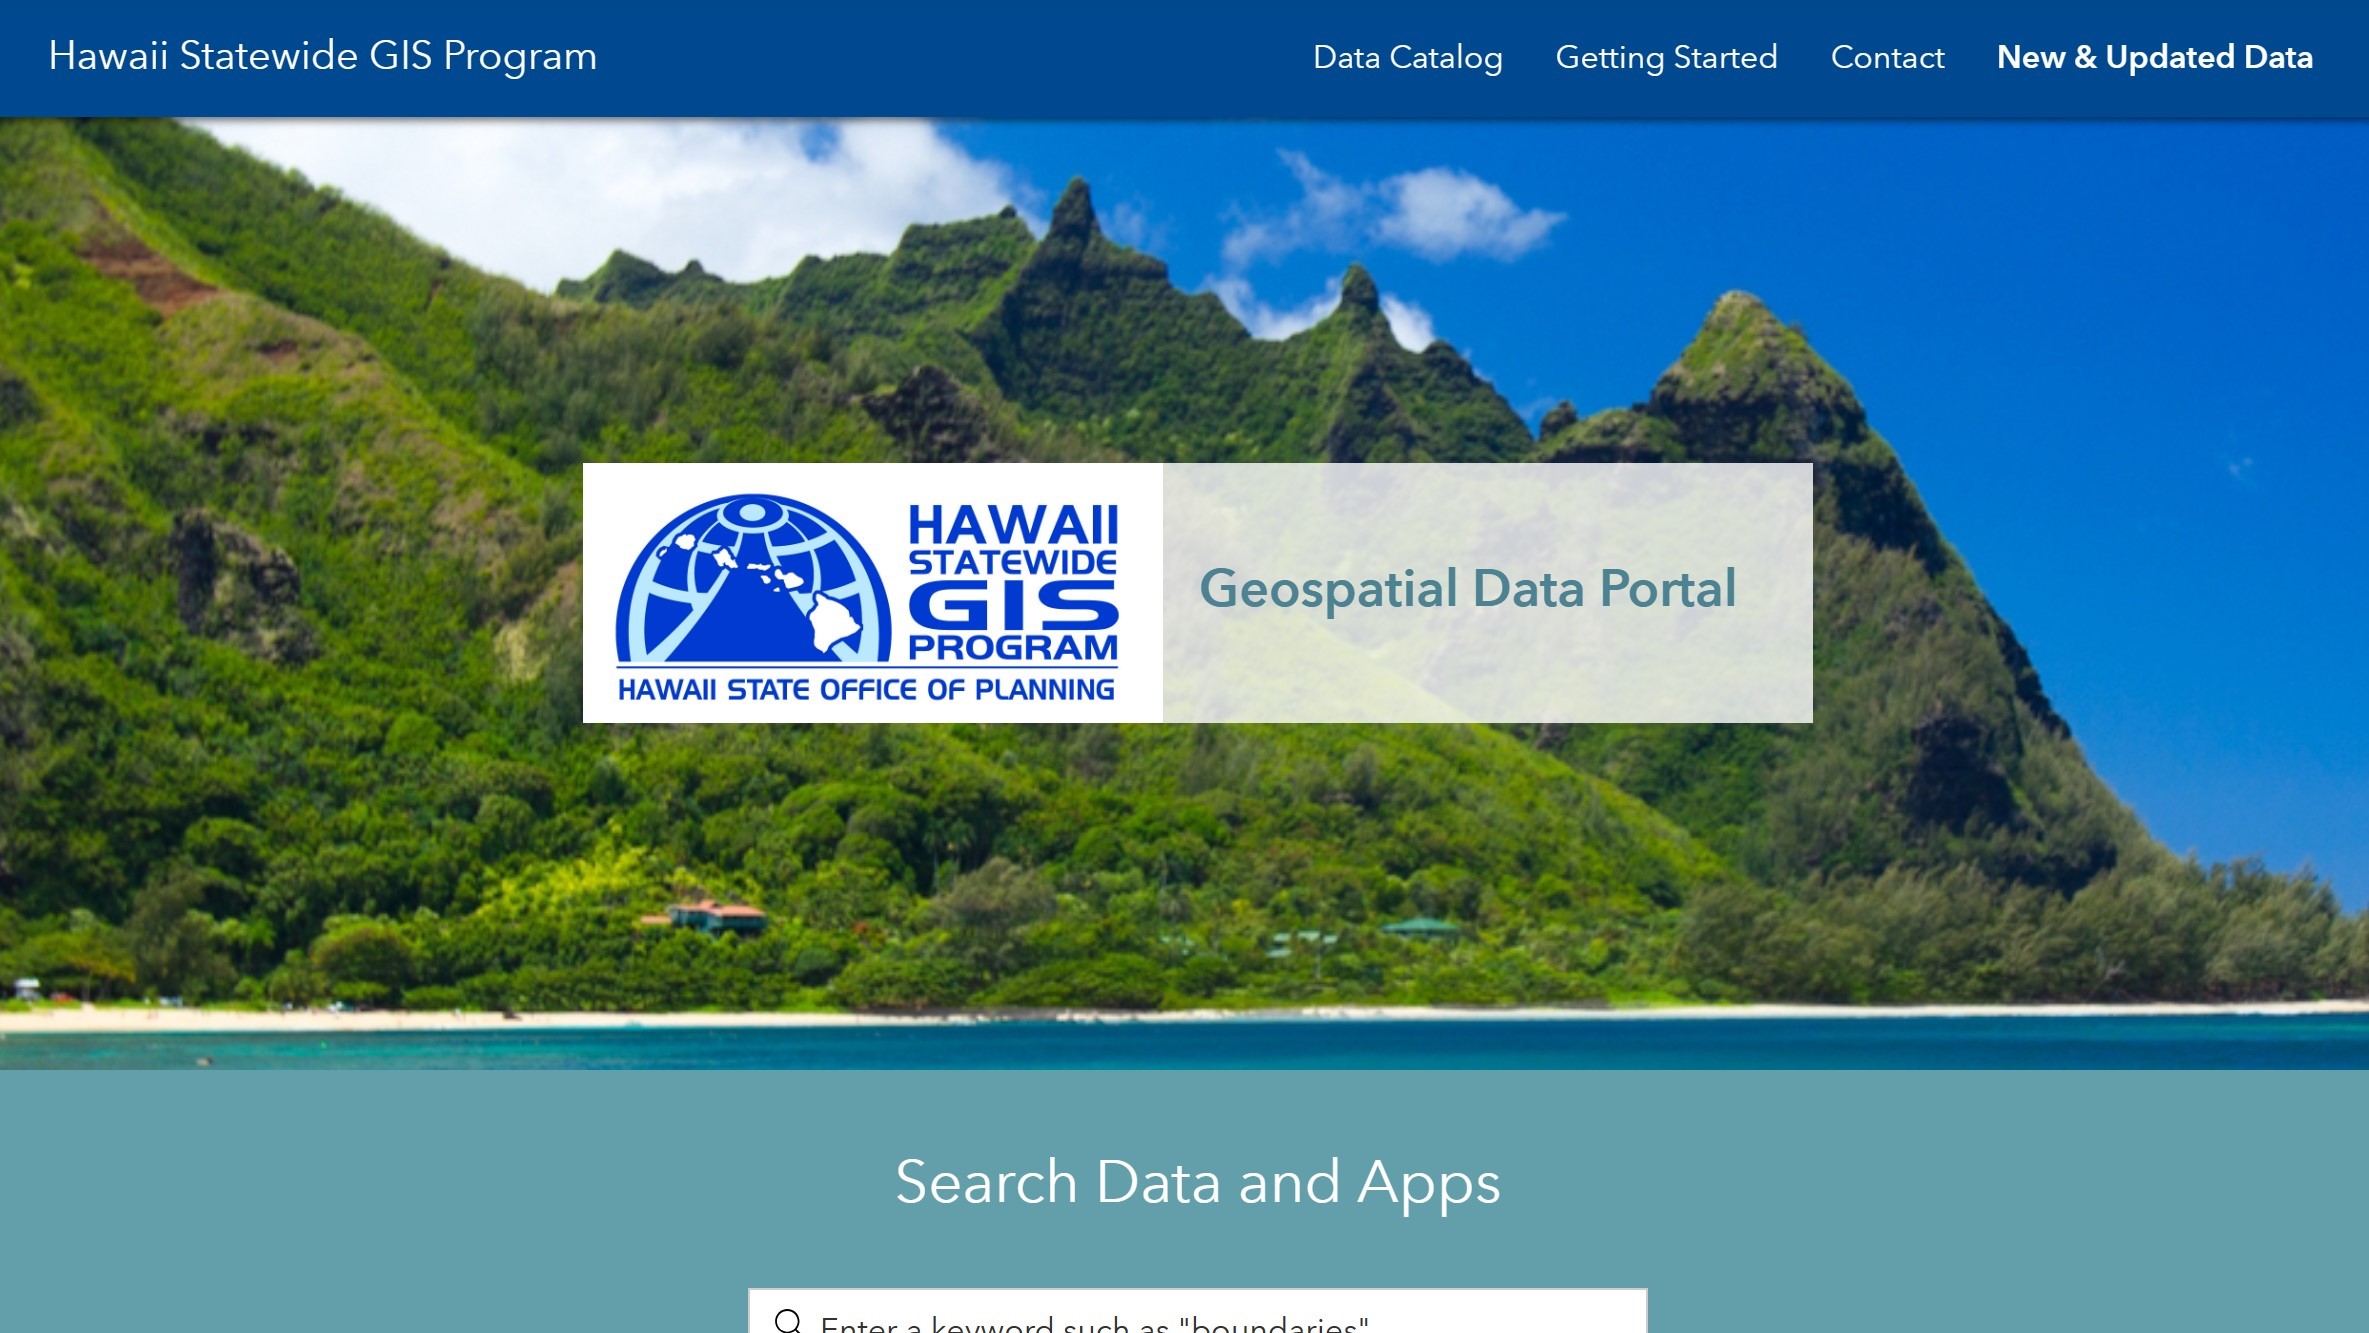 Hawaii Statewide GIS Program
Data Catalog
Getting Started
Contact
New & Updated Data
HAWAII
STATEWIDE
GIS
PROGRAM
HAWAII STATE OFFICE OF PLANNING
Geospatial Data Portal
Search Data and Apps
Enter a keyword such as "boundaries"